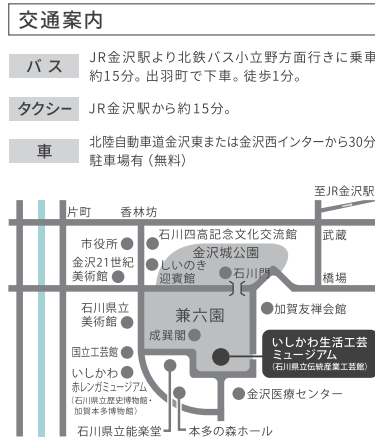 交通案内
バス
JR金沢駅より北鉄バス小立野方面行きに乗車
約15分。出羽町で下車。徒歩1分。
タクシー
JR金沢駅から約15分。
車
北陸自動車道金沢東または金沢西インターから30分
駐車場有（無料）
至JR金沢駅
片町
香林坊
武蔵
石川四高記念文化交流館
市役所
金沢城公園
金沢21世紀
美術館
しいのき
迎賓館
石川門
橋場
石川県立
美術館
兼六園
加賀友禅会館
成巽閣
国立工芸館
いしかわ生活工芸
ミュージアム
（石川県立伝統産業工芸館）
いしかわ
赤レンガミュージアム
（石川県立歴史博物館・
加賀本多博物館）
金沢医療センター
石川県立能楽堂
本多の森ホール